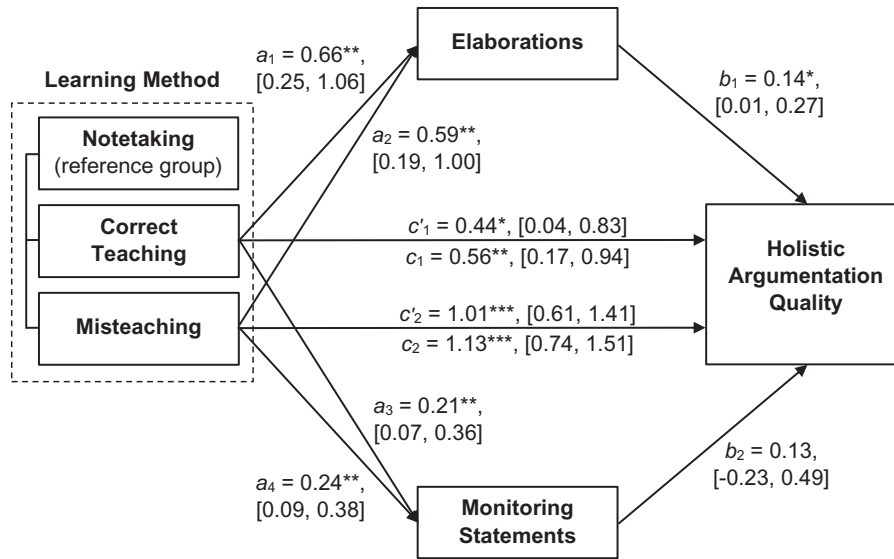 Elaborations
a₁ = 0.66**,
[0.25, 1.06]
b₁ = 0.14*,
[0.01, 0.27]
Learning Method
Notetaking
(reference group)
a₂ = 0.59**
[0.19, 1.00]
Correct
Teaching
c'₁ = 0.44*, [0.04, 0.83]
c₁ = 0.56**, [0.17, 0.94]
Holistic
Argumentation
Quality
Misteaching
c'₂ = 1.01***, [0.61, 1.41]
c₂ = 1.13***, [0.74, 1.51]
a₃ = 0.21**,
[0.07, 0.36]
b₂ = 0.13,
[-0.23, 0.49]
a₄ = 0.24**,
[0.09, 0.38]
Monitoring
Statements